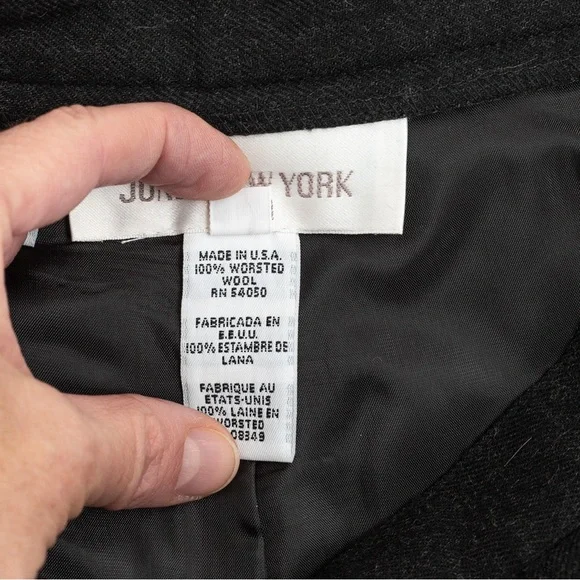 YORK
MADE IN U.S.A.
100% WORSTED
WOOL
RN 54050
FABRICADA EN
E.E.U.U.
100% ESTAMBRE DE
LANA
FABRIQUE AU
ETATS-UNIS
100% LAINE EN
WORSTED
08349